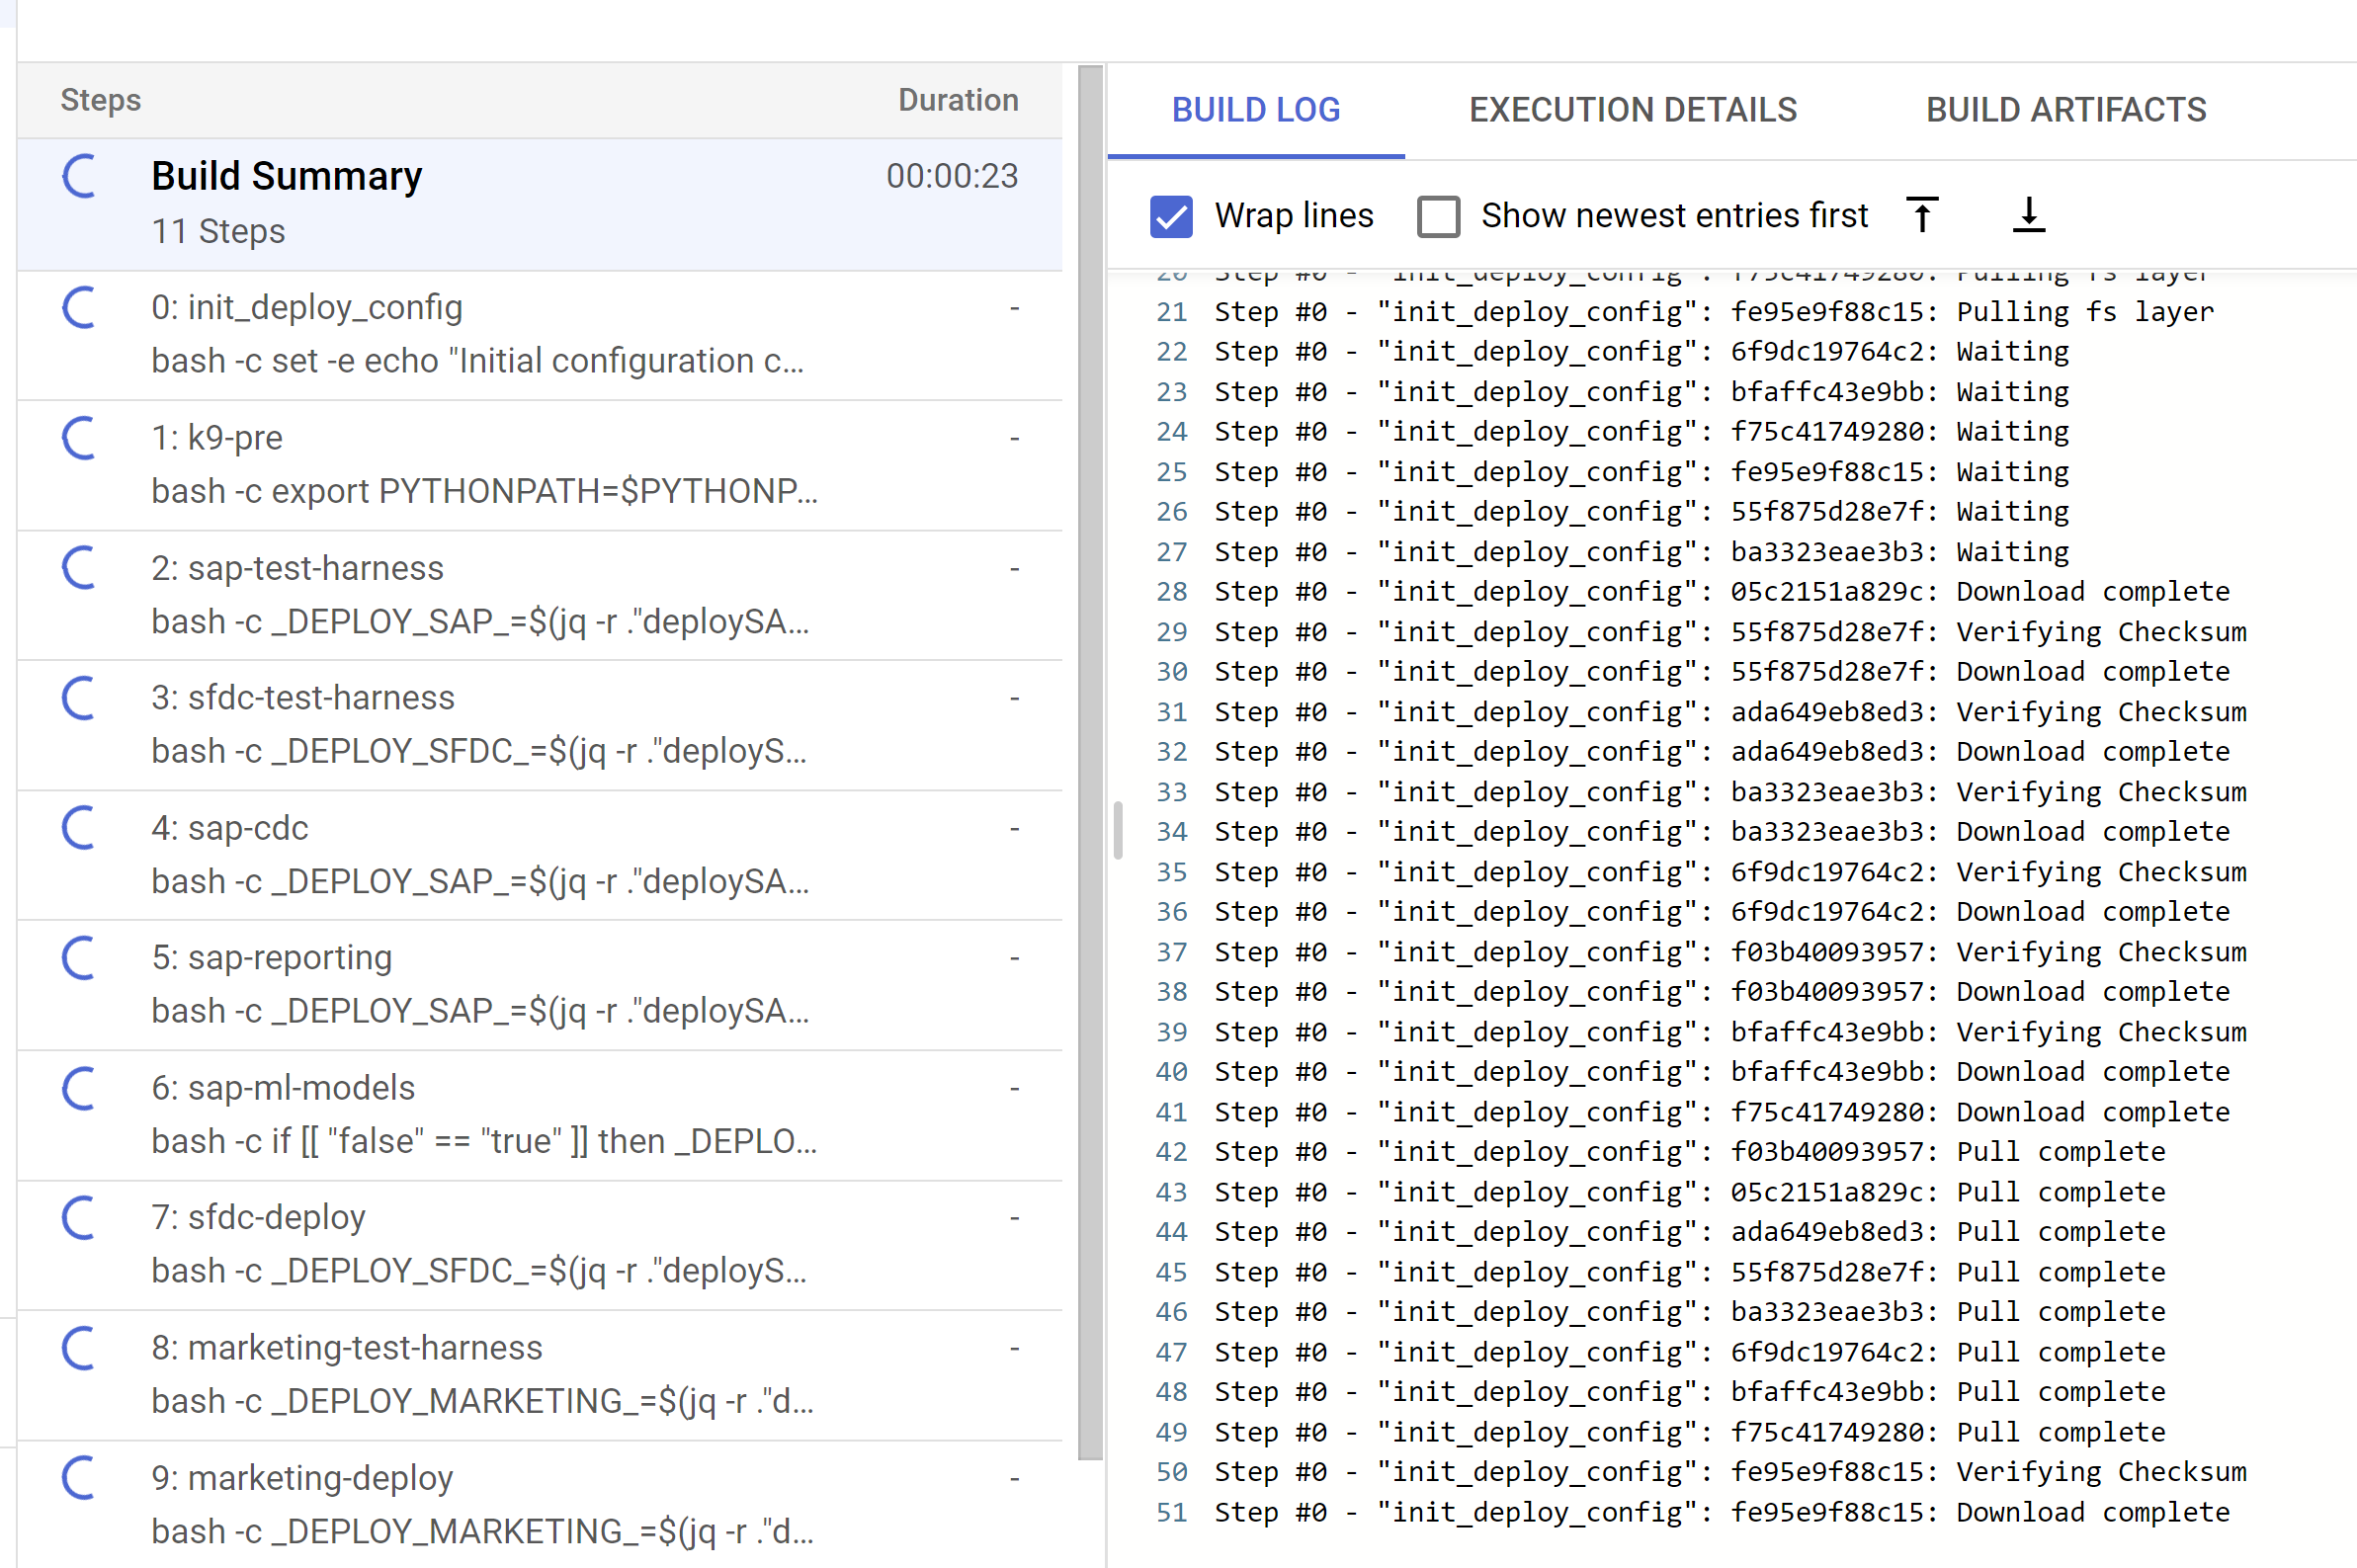 Steps Duration
Build Summary 00:00:23
11 Steps
0: init_deploy_config -
bash -c set -e echo "Initial configuration c...
1: k9-pre -
bash -c export PYTHONPATH=$PYTHONP...
2: sap-test-harness -
bash -c _DEPLOY_SAP_=$(jq -r ."deploySA...
3: sfdc-test-harness -
bash -c _DEPLOY_SFDC_=$(jq -r ."deployS...
4: sap-cdc -
bash -c _DEPLOY_SAP_=$(jq -r ."deploySA...
5: sap-reporting -
bash -c _DEPLOY_SAP_=$(jq -r ."deploySA...
6: sap-ml-models -
bash -c if [[ "false" == "true" ]] then _DEPLO...
7: sfdc-deploy -
bash -c _DEPLOY_SFDC_=$(jq -r ."deployS...
8: marketing-test-harness -
bash -c _DEPLOY_MARKETING_=$(jq -r ."d...
9: marketing-deploy -
bash -c _DEPLOY_MARKETING_=$(jq -r ."d...
BUILD LOG EXECUTION DETAILS BUILD ARTIFACTS
Wrap lines Show newest entries first
20 Step #0 - "init_deploy_config": f75c41749280: Pulling fs layer
21 Step #0 - "init_deploy_config": fe95e9f88c15: Pulling fs layer
22 Step #0 - "init_deploy_config": 6f9dc19764c2: Waiting
23 Step #0 - "init_deploy_config": bfaffc43e9bb: Waiting
24 Step #0 - "init_deploy_config": f75c41749280: Waiting
25 Step #0 - "init_deploy_config": fe95e9f88c15: Waiting
26 Step #0 - "init_deploy_config": 55f875d28e7f: Waiting
27 Step #0 - "init_deploy_config": ba3323eae3b3: Waiting
28 Step #0 - "init_deploy_config": 05c2151a829c: Download complete
29 Step #0 - "init_deploy_config": 55f875d28e7f: Verifying Checksum
30 Step #0 - "init_deploy_config": 55f875d28e7f: Download complete
31 Step #0 - "init_deploy_config": ada649eb8ed3: Verifying Checksum
32 Step #0 - "init_deploy_config": ada649eb8ed3: Download complete
33 Step #0 - "init_deploy_config": ba3323eae3b3: Verifying Checksum
34 Step #0 - "init_deploy_config": ba3323eae3b3: Download complete
35 Step #0 - "init_deploy_config": 6f9dc19764c2: Verifying Checksum
36 Step #0 - "init_deploy_config": 6f9dc19764c2: Download complete
37 Step #0 - "init_deploy_config": f03b40093957: Verifying Checksum
38 Step #0 - "init_deploy_config": f03b40093957: Download complete
39 Step #0 - "init_deploy_config": bfaffc43e9bb: Verifying Checksum
40 Step #0 - "init_deploy_config": bfaffc43e9bb: Download complete
41 Step #0 - "init_deploy_config": f75c41749280: Download complete
42 Step #0 - "init_deploy_config": f03b40093957: Pull complete
43 Step #0 - "init_deploy_config": 05c2151a829c: Pull complete
44 Step #0 - "init_deploy_config": ada649eb8ed3: Pull complete
45 Step #0 - "init_deploy_config": 55f875d28e7f: Pull complete
46 Step #0 - "init_deploy_config": ba3323eae3b3: Pull complete
47 Step #0 - "init_deploy_config": 6f9dc19764c2: Pull complete
48 Step #0 - "init_deploy_config": bfaffc43e9bb: Pull complete
49 Step #0 - "init_deploy_config": f75c41749280: Pull complete
50 Step #0 - "init_deploy_config": fe95e9f88c15: Verifying Checksum
51 Step #0 - "init_deploy_config": fe95e9f88c15: Download complete